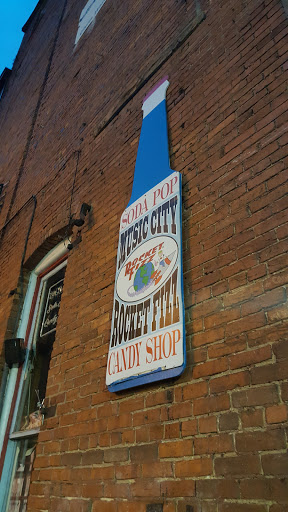 SODA POP
MUSIC CITY
ROCKET
FIZZ
ROCKET FIZZ
CANDY SHOP